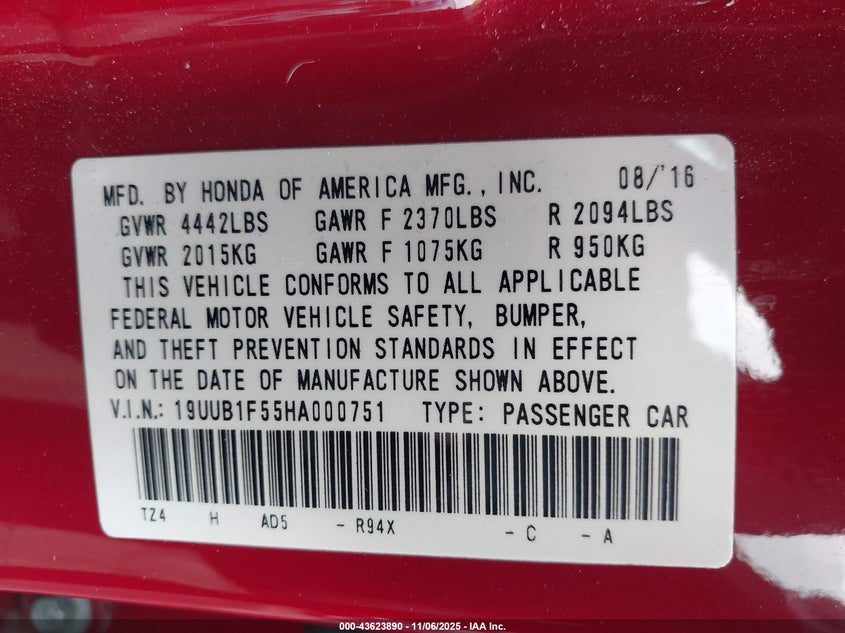 MFD. BY HONDA OF AMERICA MFG., INC. 08/'16
GVWR 4442LBS GAWR F 2370LBS R 2094LBS
GVWR 2015KG GAWR F 1075KG R 950KG
THIS VEHICLE CONFORMS TO ALL APPLICABLE
FEDERAL MOTOR VEHICLE SAFETY, BUMPER,
AND THEFT PREVENTION STANDARDS IN EFFECT
ON THE DATE OF MANUFACTURE SHOWN ABOVE.
V.I.N.: 19UUB1F55HA000751 TYPE: PASSENGER CAR
TZ4 H AD5 - R94X - C - A
000-43623890 - 11/06/2025 - IAA Inc.